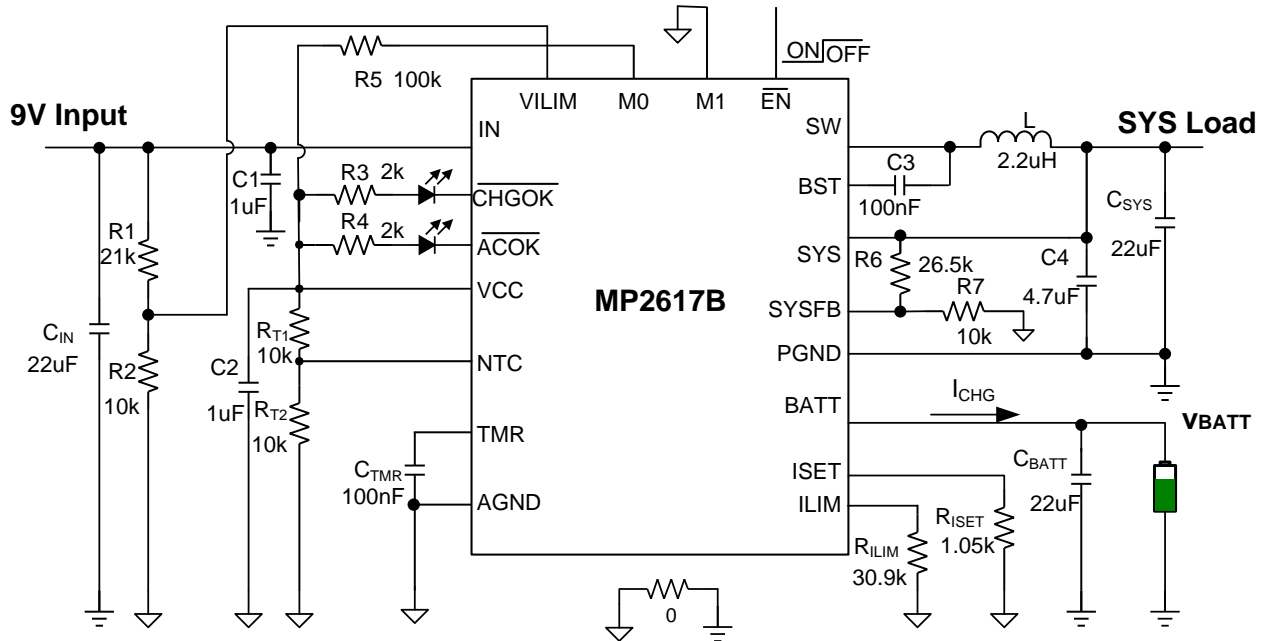 ON OFF
R5 100k
VILIM M0 M1 EN
9V Input
IN
SW
L
2.2uH
SYS Load
C1
1uF
R3 2k
CHGOK
BST
C3
100nF
R4 2k
ACOK
CSYS
22uF
R1
21k
SYS
R6
26.5k
C4
4.7uF
VCC
MP2617B
SYSFB
R7
10k
CIN
22uF
RT1
10k
R2
10k
C2
1uF
NTC
PGND
RT2
10k
BATT
ICHG
VBATT
TMR
CTMR
100nF
ISET
CBATT
22uF
AGND
ILIM
RISET
1.05k
RILIM
30.9k
0